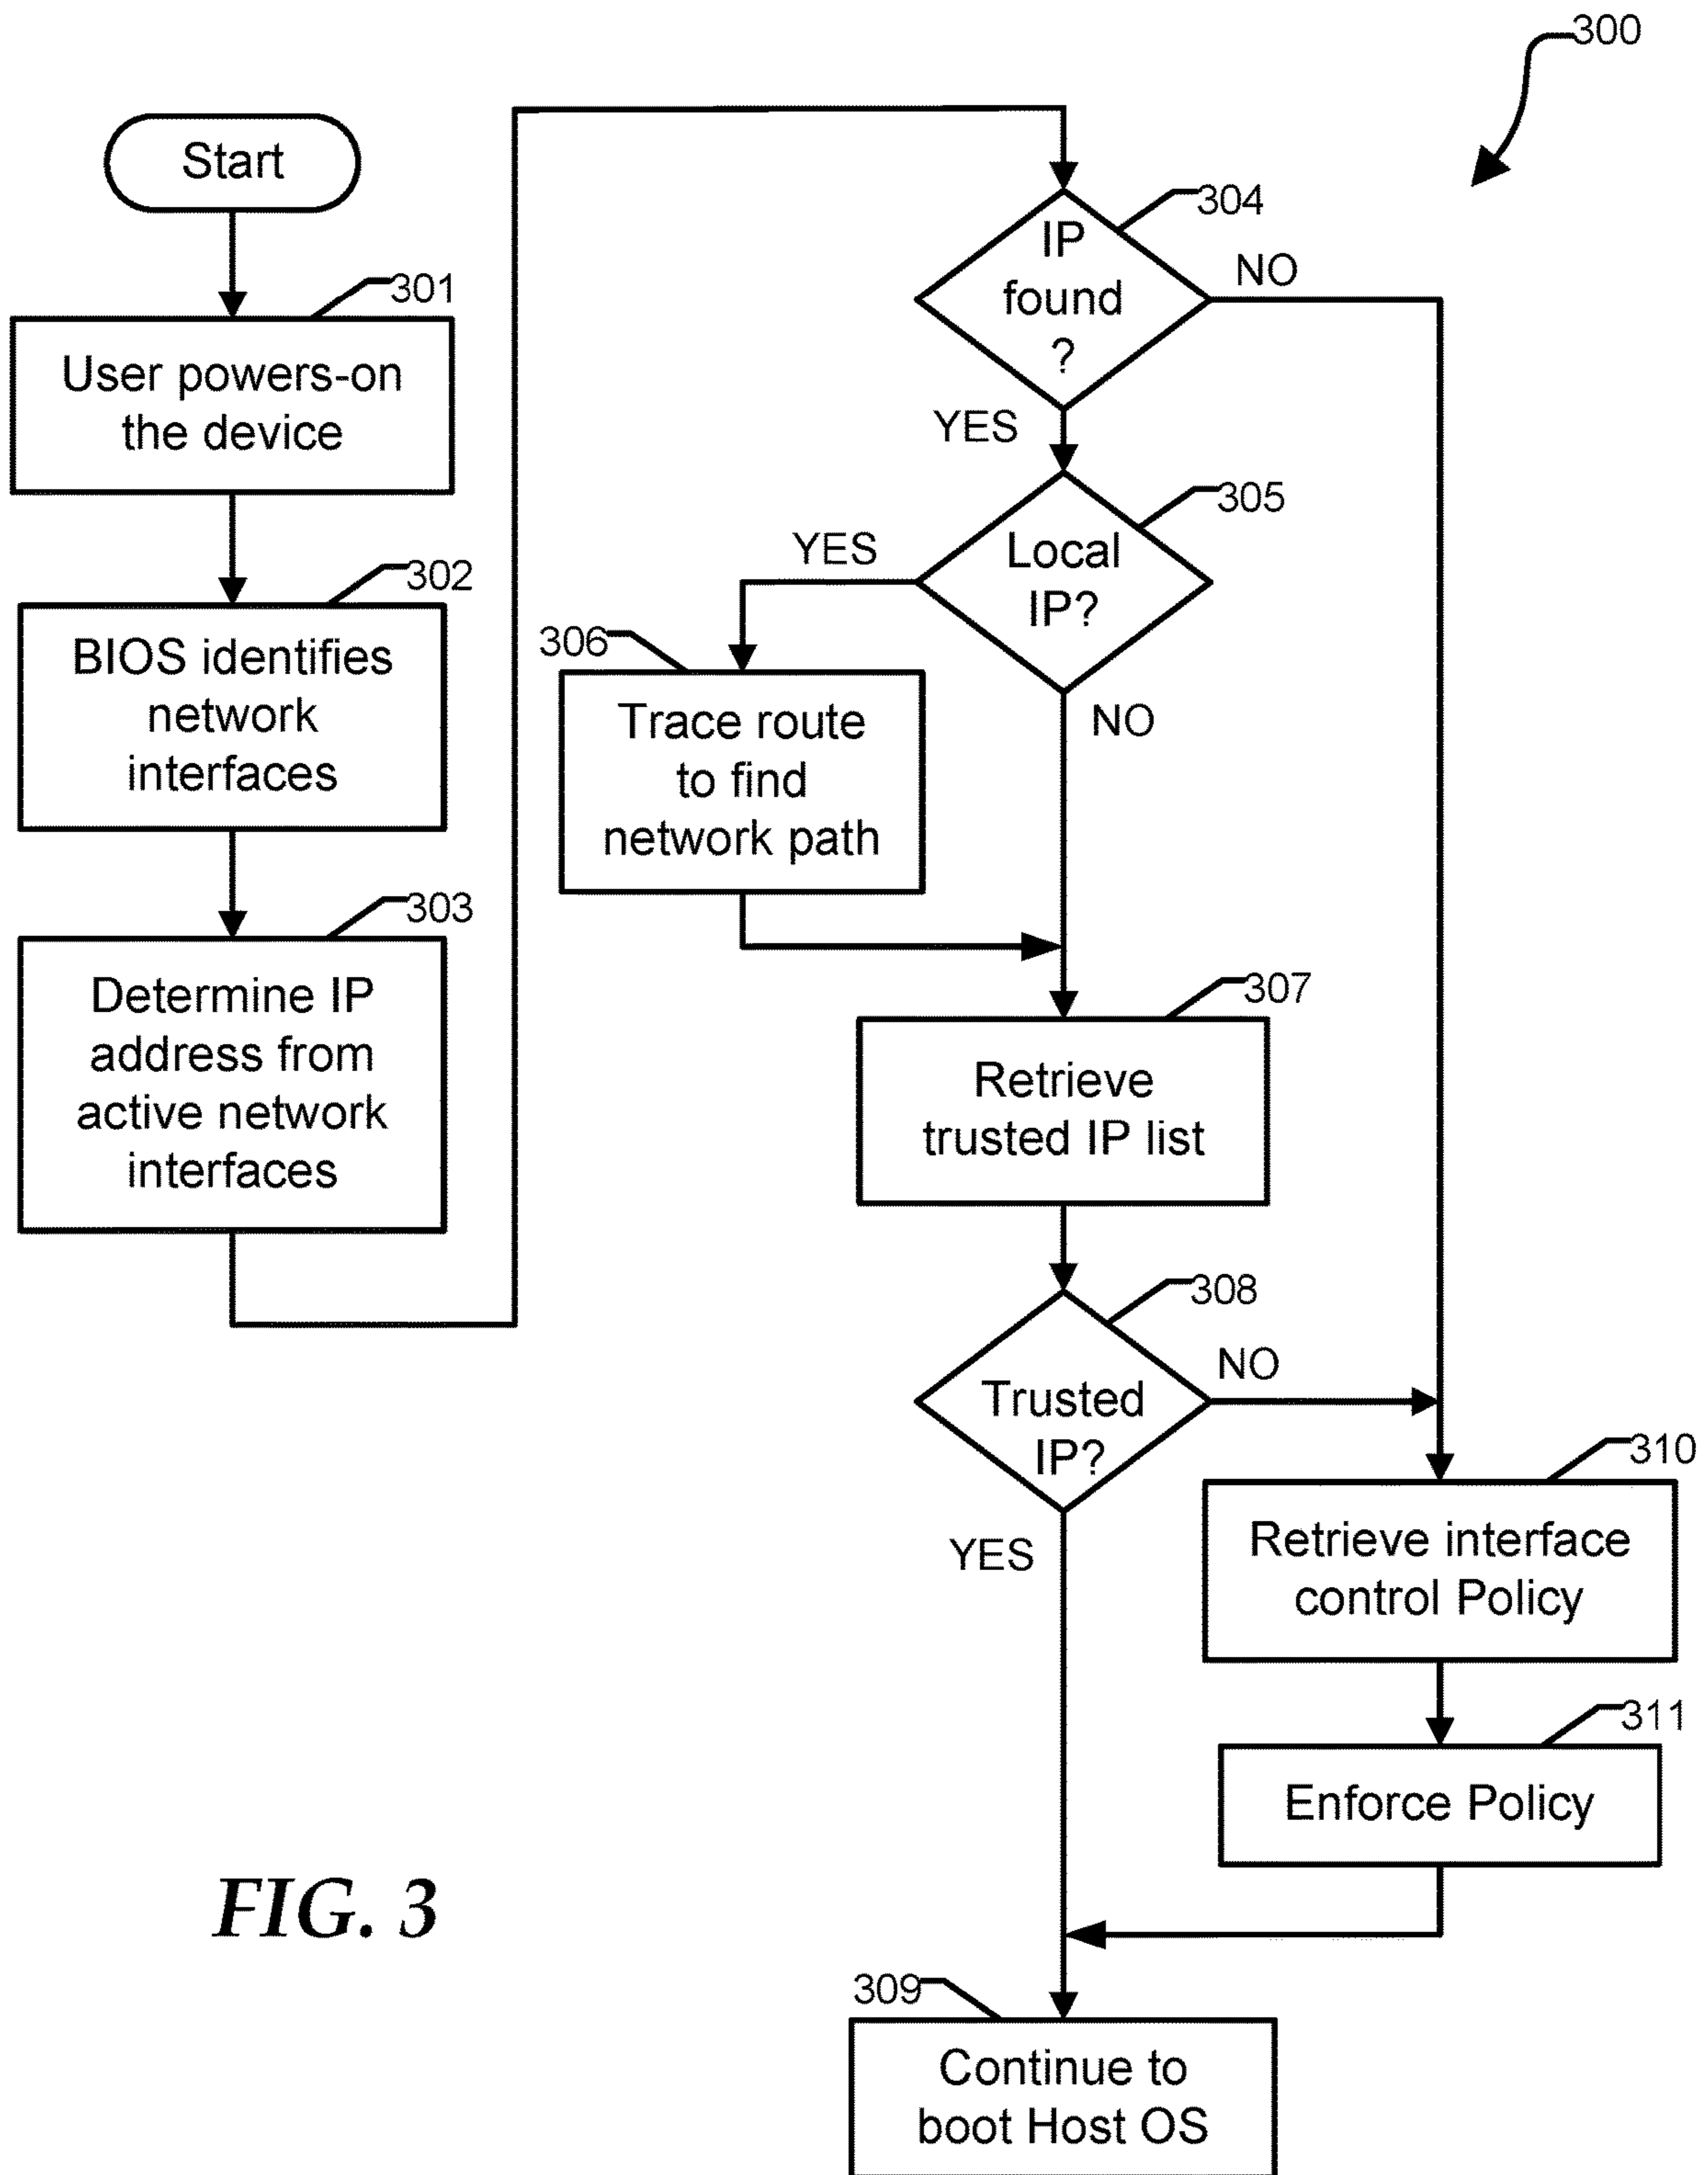 300
Start
301
User powers-on
the device
302
BIOS identifies
network
interfaces
303
Determine IP
address from
active network
interfaces
304
IP
found
?
NO
YES
305
Local
IP?
YES
NO
306
Trace route
to find
network path
307
Retrieve
trusted IP list
308
Trusted
IP?
NO
YES
310
Retrieve interface
control Policy
311
Enforce Policy
309
Continue to
boot Host OS
FIG. 3